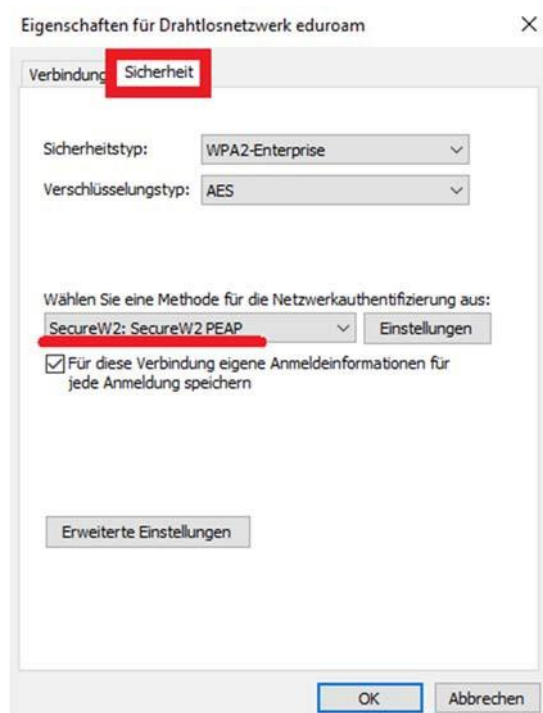 Eigenschaften für Drahtlosnetzwerk eduroam
Verbindung Sicherheit
Sicherheitstyp: WPA2-Enterprise
Verschlüsselungstyp: AES
Wählen Sie eine Methode für die Netzwerkauthentifizierung aus:
SecureW2: SecureW2 PEAP Einstellungen
Für diese Verbindung eigene Anmeldeinformationen für
jede Anmeldung speichern
Erweiterte Einstellungen
OK Abbrechen